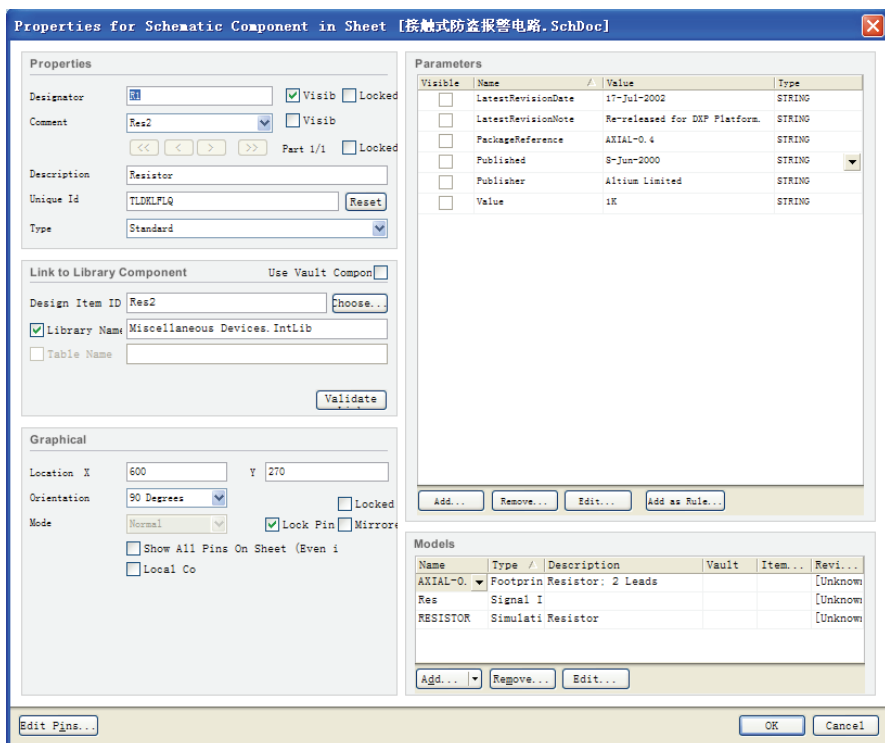 Properties for Schematic Component in Sheet [接触式防盗报警电路.SchDoc]
Properties
Designator R1 Visib Locked
Comment Res2 Visib
<< < > >> Part 1/1 Locked
Description Resistor
Unique Id TLDKLFLQ Reset
Type Standard
Link to Library Component Use Vault Compon
Design Item ID Res2 Choose...
Library Name Miscellaneous Devices.IntLib
Table Name
Validate
Graphical
Location X 600 Y 270
Orientation 90 Degrees Locked
Mode Normal Lock Pin Mirrore
Show All Pins On Sheet (Even i
Local Co
Parameters
Visible Name Value Type
LatestRevisionDate 17-Jul-2002 STRING
LatestRevisionNote Re-released for DXP Platform. STRING
PackageReference AXIAL-0.4 STRING
Published 8-Jun-2000 STRING
Publisher Altium Limited STRING
Value 1K STRING
Add... Remove... Edit... Add as Rule...
Models
Name Type Description Vault Item... Revi...
AXIAL-0. Footprin Resistor; 2 Leads [Unknow
Res Signal I [Unknow
RESISTOR Simulati Resistor [Unknow
Add... Remove... Edit...
Edit Pins... OK Cancel